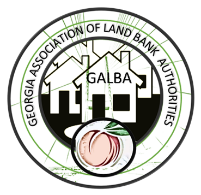 GEORGIA ASSOCIATION OF LAND BANK AUTHORITIES
GALBA